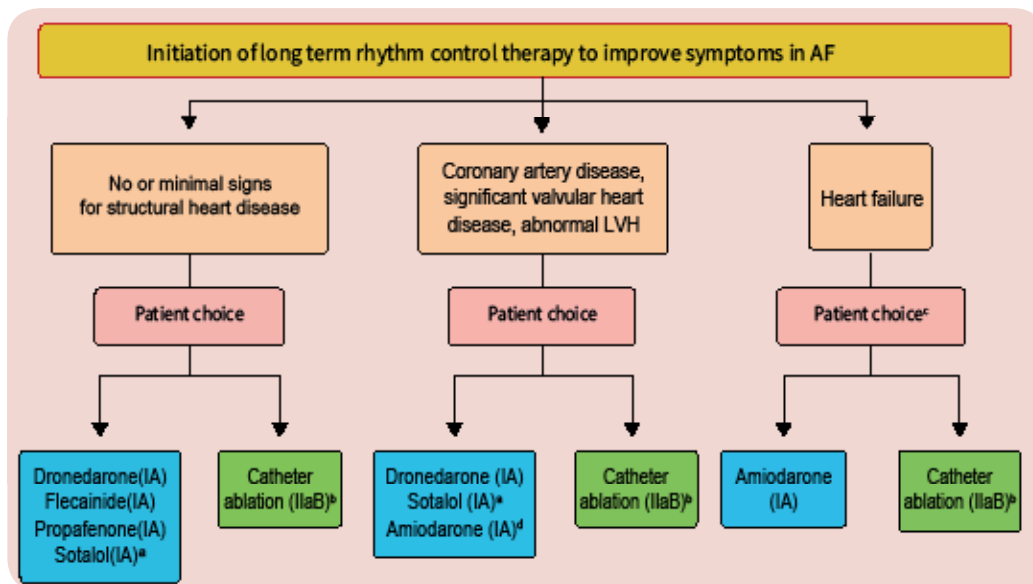 Initiation of long term rhythm control therapy to improve symptoms in AF
No or minimal signs
for structural heart disease
Coronary artery disease,
significant valvular heart
disease, abnormal LVH
Heart failure
Patient choice
Patient choice
Patient choiceᶜ
Dronedarone(IA)
Flecainide(IA)
Propafenone(IA)
Sotalol(IA)ᵃ
Catheter
ablation (IIaB)ᵇ
Dronedarone (IA)
Sotalol (IA)ᵃ
Amiodarone (IA)ᵈ
Catheter
ablation (IIaB)ᵇ
Amiodarone
(IA)
Catheter
ablation (IIaB)ᵇ